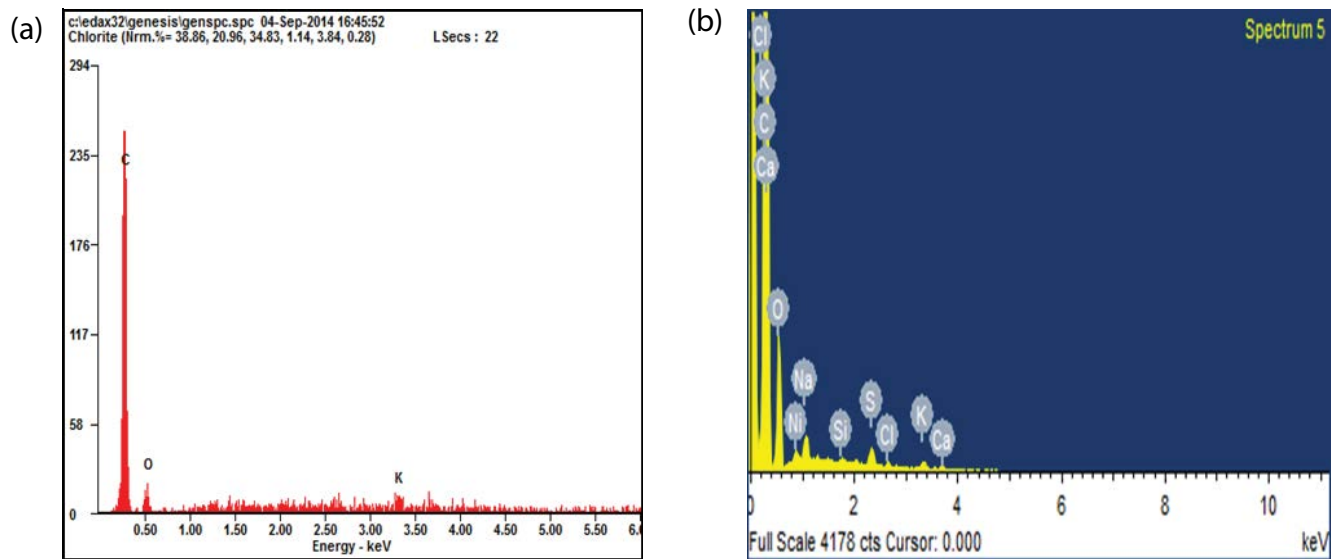 (a)
c:\edax32\genesis\genspc.spc 04-Sep-2014 16:45:52
Chlorite (Nrm.%= 38.86, 20.96, 34.83, 1.14, 3.84, 0.28) LSecs : 22
294
235
176
117
58
0
C
O
K
0.50 1.00 1.50 2.00 2.50 3.00 3.50 4.00 4.50 5.00 5.50 6.0
Energy - keV
(b)
Spectrum 5
Cl
K
C
Ca
O
Na
Ni
Si
S
Cl
K
Ca
0 2 4 6 8 10
Full Scale 4178 cts Cursor: 0.000 keV